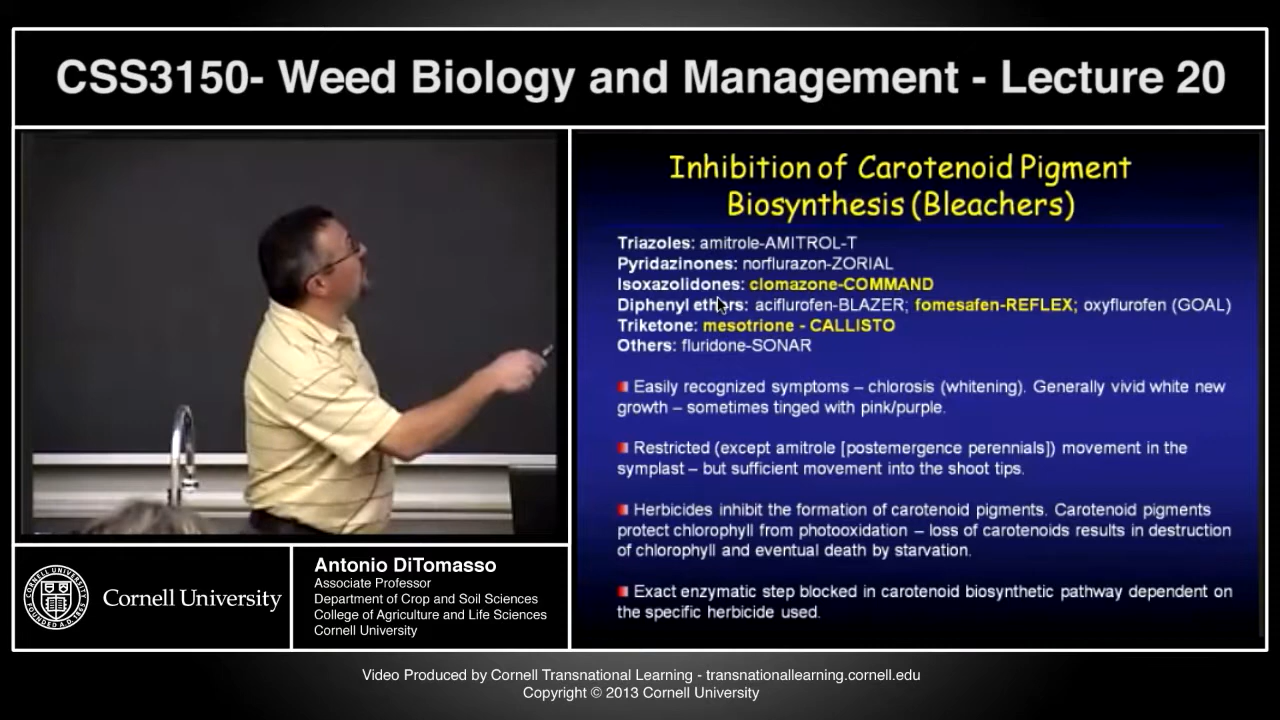 CSS3150- Weed Biology and Management - Lecture 20
Inhibition of Carotenoid Pigment
Biosynthesis (Bleachers)
Triazoles: amitrole-AMITROL-T
Pyridazinones: norflurazon-ZORIAL
Isoxazolidones: clomazone-COMMAND
Diphenyl ethers: aciflurofen-BLAZER; fomesafen-REFLEX; oxyflurofen (GOAL)
Triketone: mesotrione - CALLISTO
Others: fluridone-SONAR
Easily recognized symptoms – chlorosis (whitening). Generally vivid white new
growth – sometimes tinged with pink/purple.
Restricted (except amitrole [postemergence perennials]) movement in the
symplast – but sufficient movement into the shoot tips.
Herbicides inhibit the formation of carotenoid pigments. Carotenoid pigments
protect chlorophyll from photooxidation – loss of carotenoids results in destruction
of chlorophyll and eventual death by starvation.
Exact enzymatic step blocked in carotenoid biosynthetic pathway dependent on
the specific herbicide used.
Cornell University
Antonio DiTomasso
Associate Professor
Department of Crop and Soil Sciences
College of Agriculture and Life Sciences
Cornell University
Video Produced by Cornell Transnational Learning - transnationallearning.cornell.edu
Copyright © 2013 Cornell University